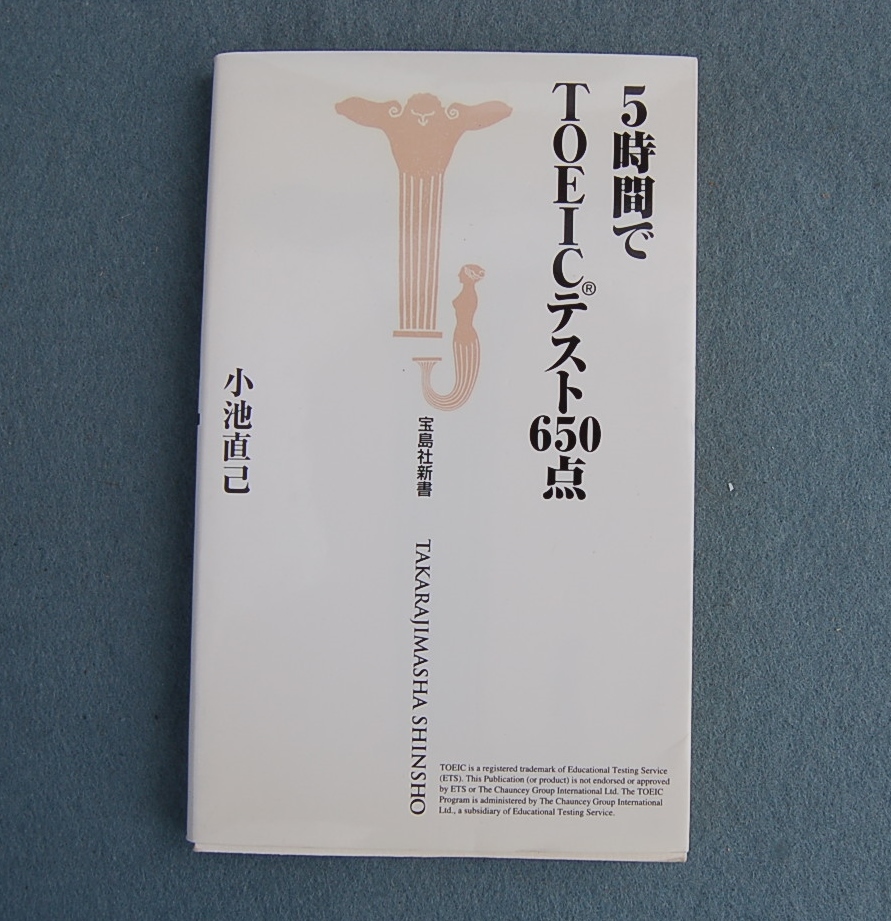 5時間で
TOEIC®テスト650点
宝島社新書
TAKARAJIMASHA SHINSHO
小池直己
TOEIC is a registered trademark of Educational Testing Service
(ETS). This Publication (or product) is not endorsed or approved
by ETS or The Chauncey Group International Ltd. The TOEIC
Program is administered by The Chauncey Group International
Ltd., a subsidiary of Educational Testing Service.